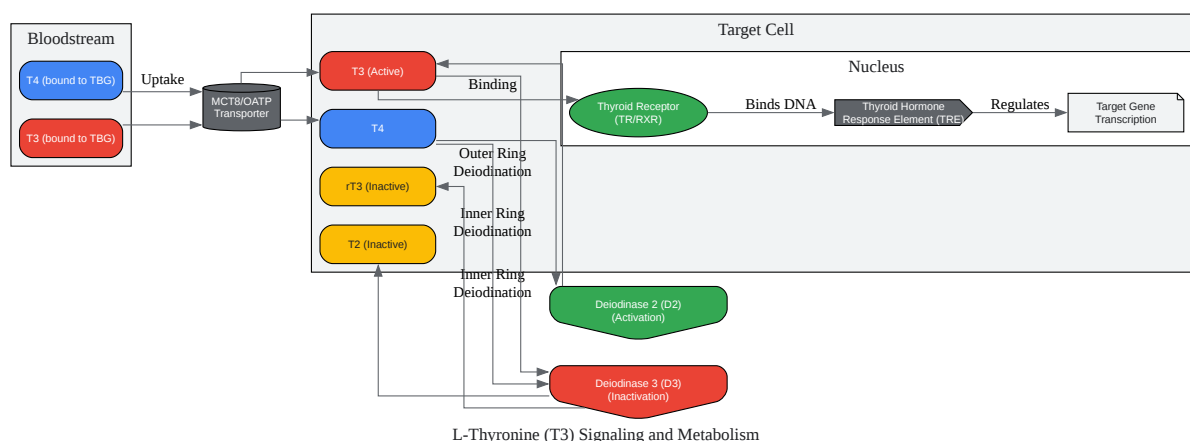 Bloodstream
T4 (bound to TBG)
T3 (bound to TBG)
Uptake
MCT8/OATP
Transporter
Target Cell
T3 (Active)
T4
rT3 (Inactive)
T2 (Inactive)
Binding
Outer Ring
Deiodination
Inner Ring
Deiodination
Inner Ring
Deiodination
Nucleus
Thyroid Receptor
(TR/RXR)
Binds DNA
Thyroid Hormone
Response Element (TRE)
Regulates
Target Gene
Transcription
Deiodinase 2 (D2)
(Activation)
Deiodinase 3 (D3)
(Inactivation)
L-Thyronine (T3) Signaling and Metabolism